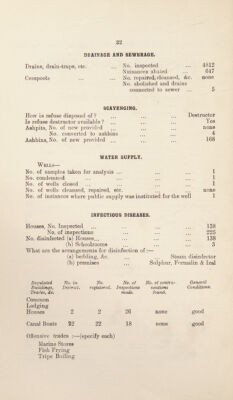 22
DRAINAGE AND SEWERAGE.
Drains, drain-traps, etc. ... No. inspected ... 4812
Nuisances abated ... 647
Cesspools ... No. repaired, cleansed, &c. none
No. abolished and drains
connected to sewer ... 5
SCAVENGING.
How is refuse disposed of? ... ... ... Destructor
Is refuse destructor available? ... ... ... Yes
Ashpits, No. of new provided ... ... ... none
No. converted to ashbins ... ... 4
Ashbins, No. of new provided ... ... ... 168
WATER SUPPLY.
WELLS—
No. of samples taken for analysis ... ... ... 1
No. condemned ... ... ... 1
No. of wells closed ... ... ... ... 1
No. of wells cleansed, repaired, etc. ... ... none
No. of instances where public supply was instituted for the well 1
INFECTIOUS DISEASES.
Houses, No. Inspected ... ... ... ... 138
No. of inspections ... ... ... 225
No. disinfected (a) Houses... ... ... ... 138
(b) Schoolrooms ... ... ... 3
What are the arrangements for disinfection of :—
(a) bedding, &c. ... Steam disinfector
(b) premises ... Sulphur, Formalin & Izal
Regulated Buildings, Trades, &c. No. in District. No. registered. No. of Inspections made. No. of contraventions found. General Conditions.
Common
Lodging
Houses 2 2 26 none good
Canal Boats 22 22 18 none good
Offensive trades :—(specify each)
Marine Stores
Fish Frying
Tripe Boiling